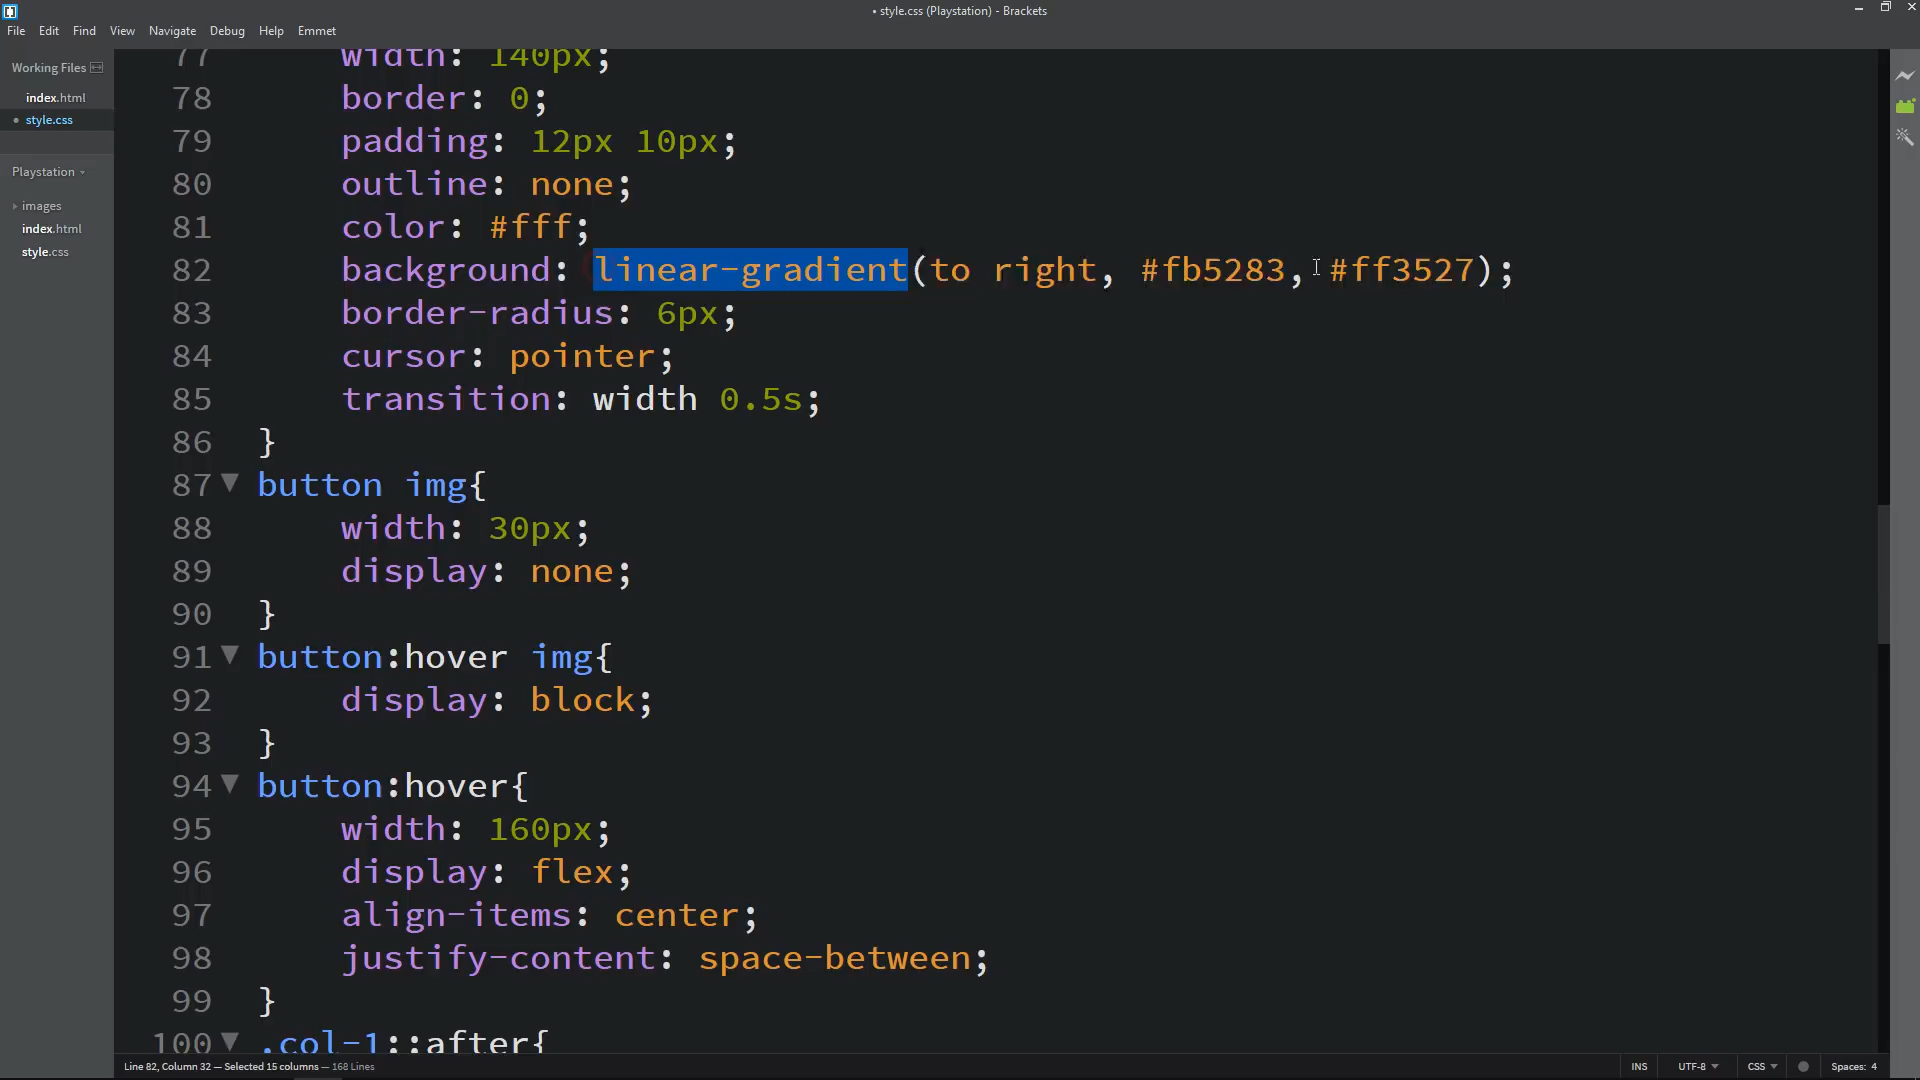 • style.css (Playstation) - Brackets
File Edit Find View Navigate Debug Help Emmet
Working Files
index.html
• style.css
Playstation
images
index.html
style.css
77 width: 140px;
78 border: 0;
79 padding: 12px 10px;
80 outline: none;
81 color: #fff;
82 background: linear-gradient(to right, #fb5283, #ff3527);
83 border-radius: 6px;
84 cursor: pointer;
85 transition: width 0.5s;
86 }
87 button img{
88 width: 30px;
89 display: none;
90 }
91 button:hover img{
92 display: block;
93 }
94 button:hover{
95 width: 160px;
96 display: flex;
97 align-items: center;
98 justify-content: space-between;
99 }
100 .col-1::after{
Line 82, Column 32 — Selected 15 columns — 168 Lines
INS UTF-8 CSS Spaces: 4